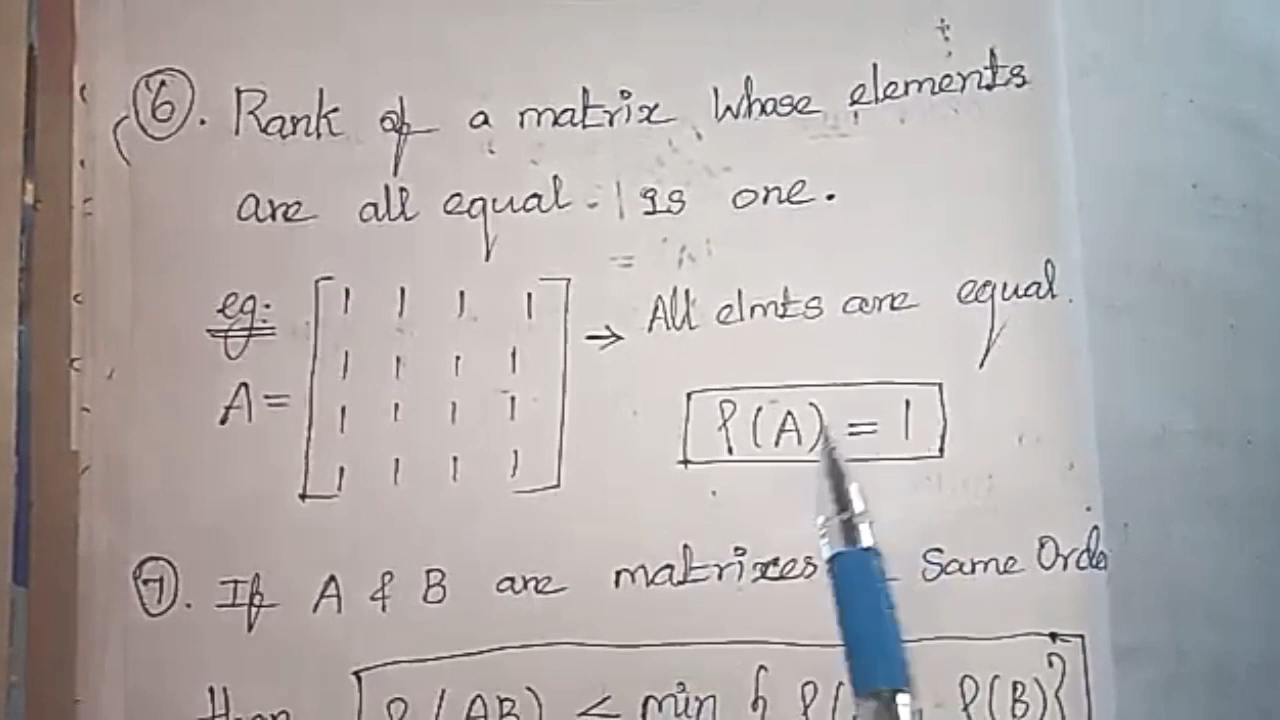 6. Rank of a matrix whose elements
are all equal. is one.
eg:
A = [ 1 1 1 1
1 1 1 1
1 1 1 1
1 1 1 1 ]
→ All elmts are equal.
ρ(A) = 1
7. If A & B are matrixes Same Orde
ρ(AB) < min { ρ( ρ(B) }